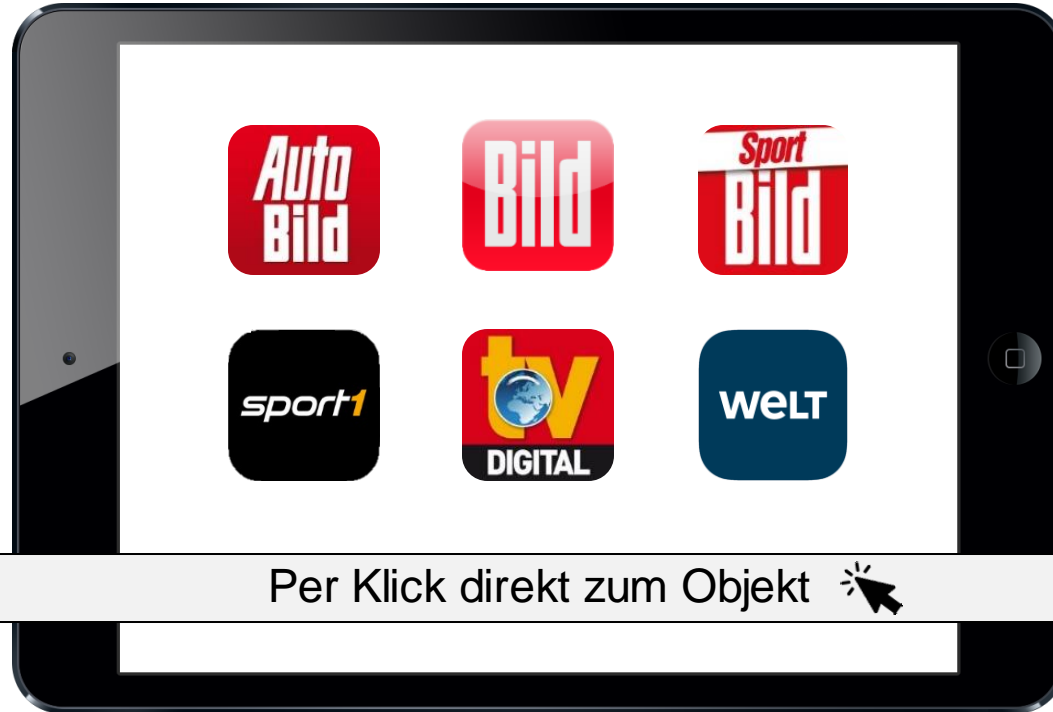 Auto
Bild
Bild
Sport
Bild
sport1
tv
DIGITAL
WELT
Per Klick direkt zum Objekt